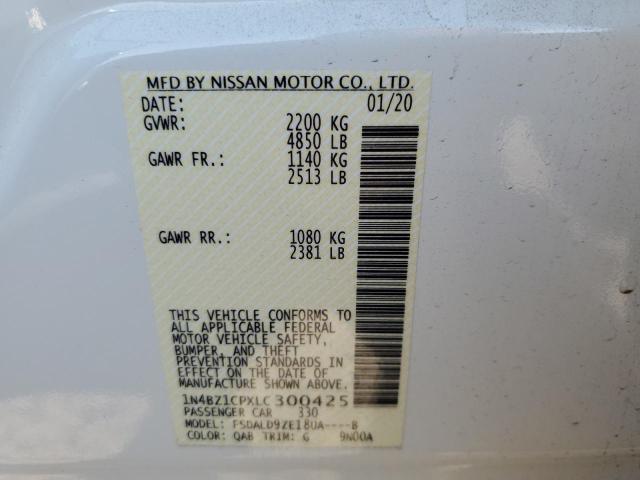 MFD BY NISSAN MOTOR CO., LTD.
DATE: 01/20
GVWR: 2200 KG
4850 LB
GAWR FR.: 1140 KG
2513 LB
GAWR RR.: 1080 KG
2381 LB
THIS VEHICLE CONFORMS TO
ALL APPLICABLE FEDERAL
MOTOR VEHICLE SAFETY,
BUMPER, AND THEFT
PREVENTION STANDARDS IN
EFFECT ON THE DATE OF
MANUFACTURE SHOWN ABOVE.
1N4BZ1CPXLC300425
PASSENGER CAR 330
MODEL: FSDALD9ZE18UA----B
COLOR: QAB TRIM: G 9N00A